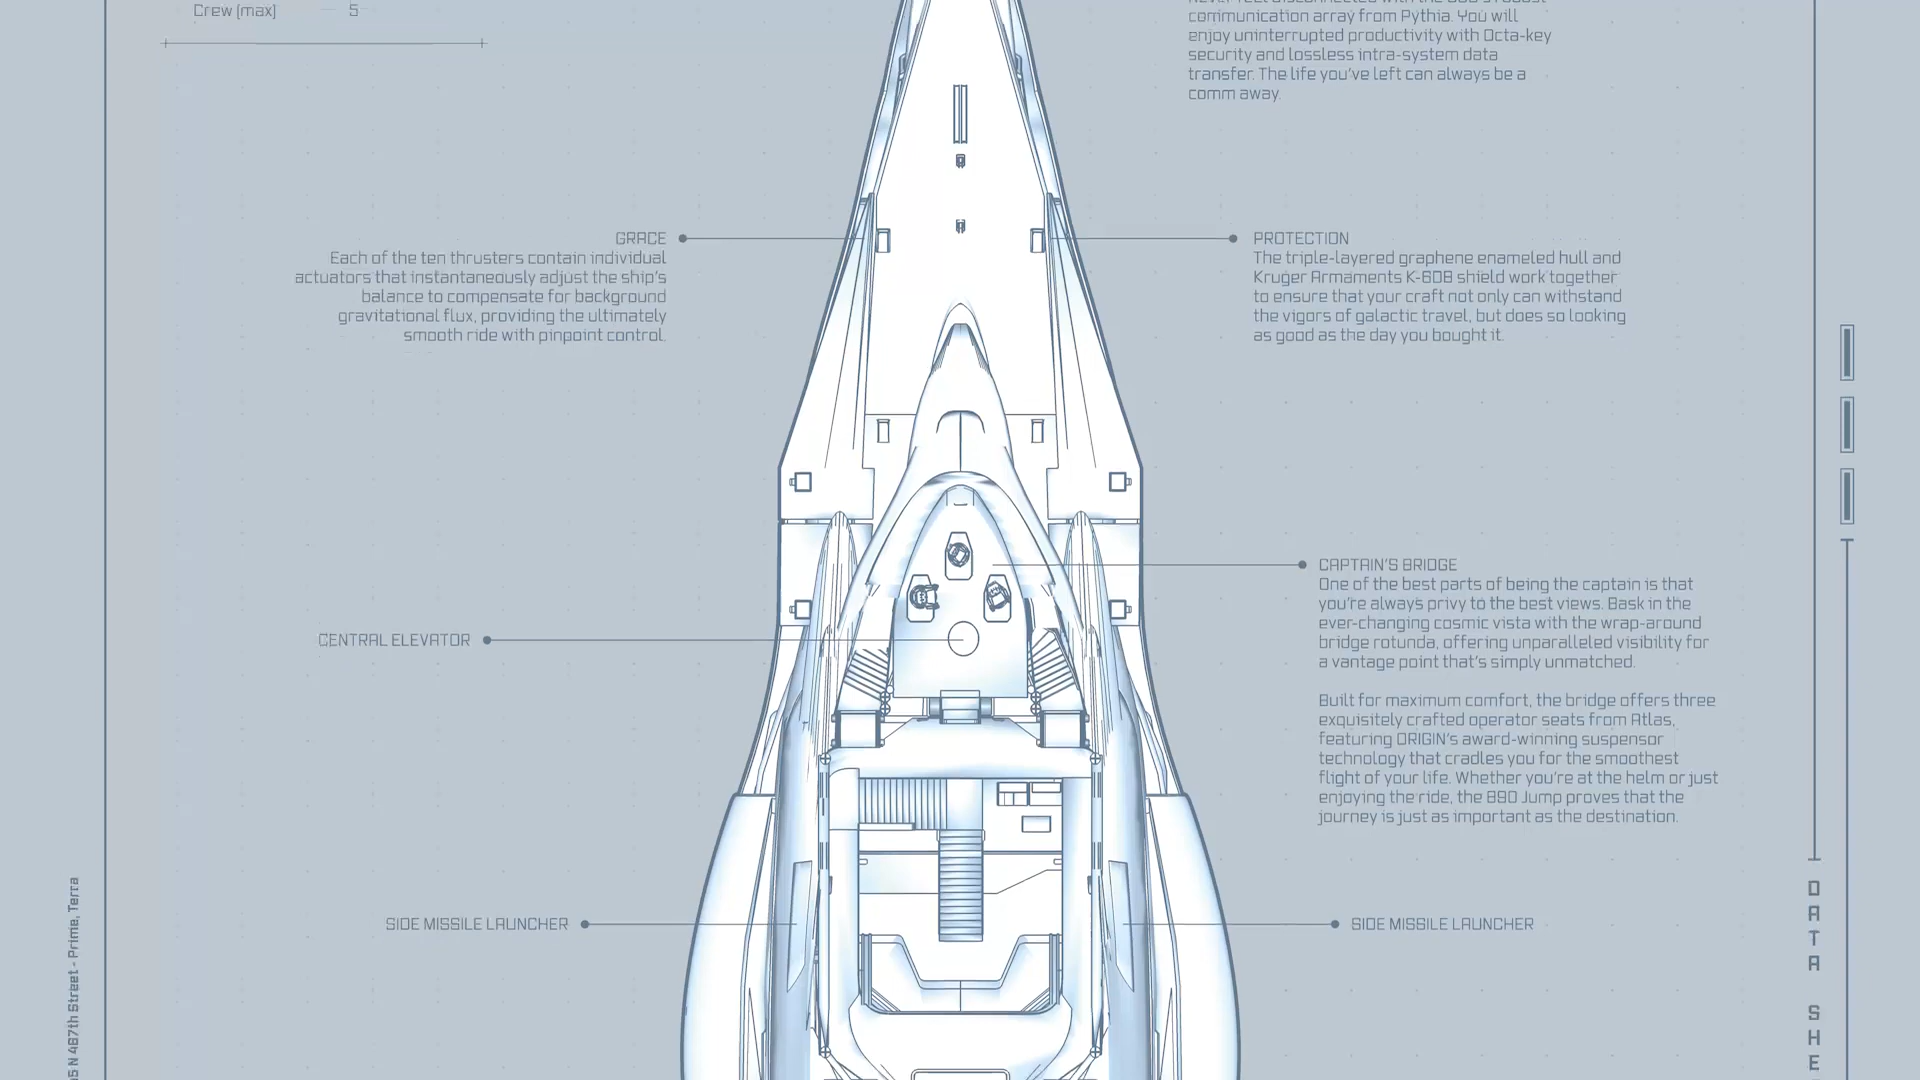 Crew (max) 5
communication array from Pythia. You will
enjoy uninterrupted productivity with Octa-key
security and lossless intra-system data
transfer. The life you've left can always be a
comm away.
GRACE
Each of the ten thrusters contain individual
actuators that instantaneously adjust the ship's
balance to compensate for background
gravitational flux, providing the ultimately
smooth ride with pinpoint control.
PROTECTION
The triple-layered graphene enameled hull and
Kruger Armaments K-608 shield work together
to ensure that your craft not only can withstand
the vigors of galactic travel, but does so looking
as good as the day you bought it.
CAPTAIN'S BRIDGE
One of the best parts of being the captain is that
you're always privy to the best views. Bask in the
ever-changing cosmic vista with the wrap-around
bridge rotunda, offering unparalleled visibility for
a vantage point that's simply unmatched.
Built for maximum comfort, the bridge offers three
exquisitely crafted operator seats from Atlas,
featuring ORIGIN's award-winning suspensor
technology that cradles you for the smoothest
flight of your life. Whether you're at the helm or just
enjoying the ride, the 890 Jump proves that the
journey is just as important as the destination.
CENTRAL ELEVATOR
SIDE MISSILE LAUNCHER
SIDE MISSILE LAUNCHER
N 487th Street - Prime, Terra
DATA SHE